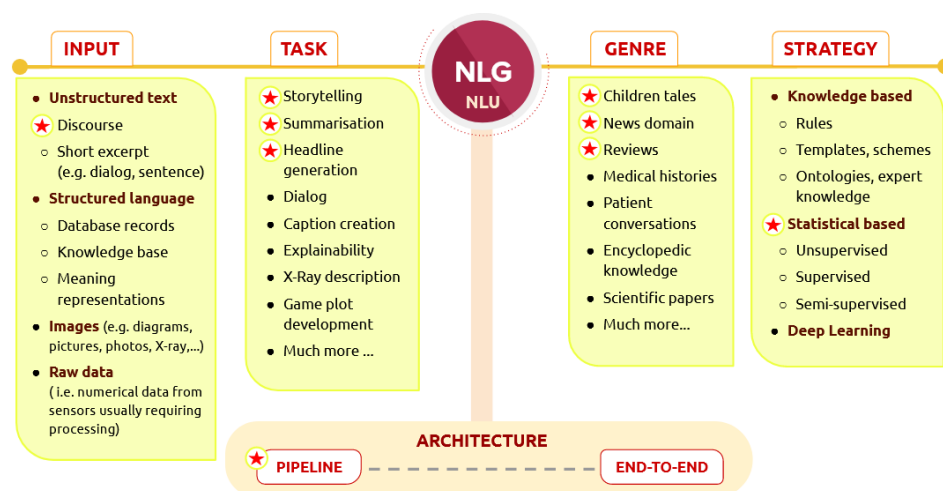 INPUT
Unstructured text
Discourse
Short excerpt
(e.g. dialog, sentence)
Structured language
Database records
Knowledge base
Meaning
representations
Images (e.g. diagrams,
pictures, photos, X-ray,...)
Raw data
( i.e. numerical data from
sensors usually requiring
processing)
TASK
Storytelling
Summarisation
Headline
generation
Dialog
Caption creation
Explainability
X-Ray description
Game plot
development
Much more ...
NLG
NLU
GENRE
Children tales
News domain
Reviews
Medical histories
Patient
conversations
Encyclopedic
knowledge
Scientific papers
Much more...
STRATEGY
Knowledge based
Rules
Templates, schemes
Ontologies, expert
knowledge
Statistical based
Unsupervised
Supervised
Semi-supervised
Deep Learning
ARCHITECTURE
PIPELINE
END-TO-END